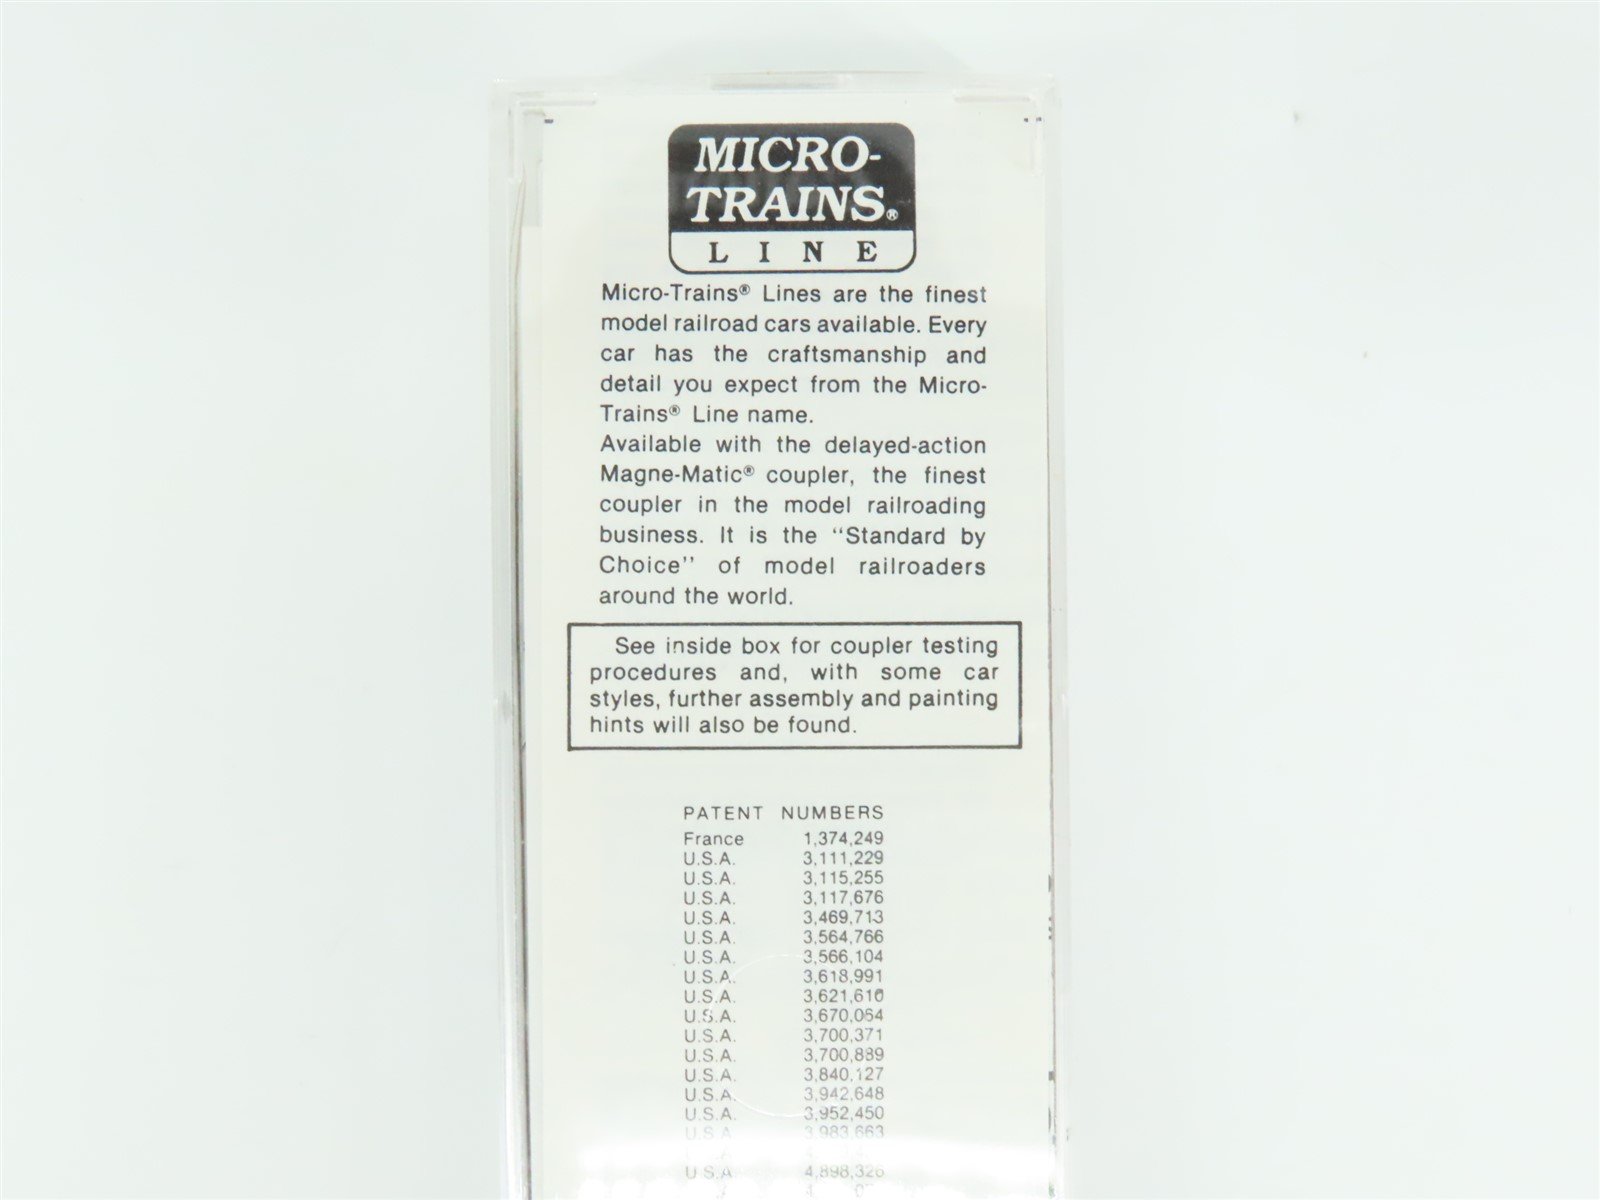 MICRO-
TRAINS®
LINE
Micro-Trains® Lines are the finest
model railroad cars available. Every
car has the craftsmanship and
detail you expect from the Micro-
Trains® Line name.
Available with the delayed-action
Magne-Matic® coupler, the finest
coupler in the model railroading
business. It is the "Standard by
Choice" of model railroaders
around the world.
See inside box for coupler testing
procedures and, with some car
styles, further assembly and painting
hints will also be found.
PATENT NUMBERS
France 1,374,249
U.S.A. 3,111,229
U.S.A. 3,115,255
U.S.A. 3,117,676
U.S.A. 3,469,713
U.S.A. 3,564,766
U.S.A. 3,566,104
U.S.A. 3,618,991
U.S.A. 3,621,610
U.S.A. 3,670,064
U.S.A. 3,700,371
U.S.A. 3,700,889
U.S.A. 3,840,127
U.S.A. 3,942,648
U.S.A. 3,952,450
U.S.A 3,983,663
U.S.A. 4,898,326